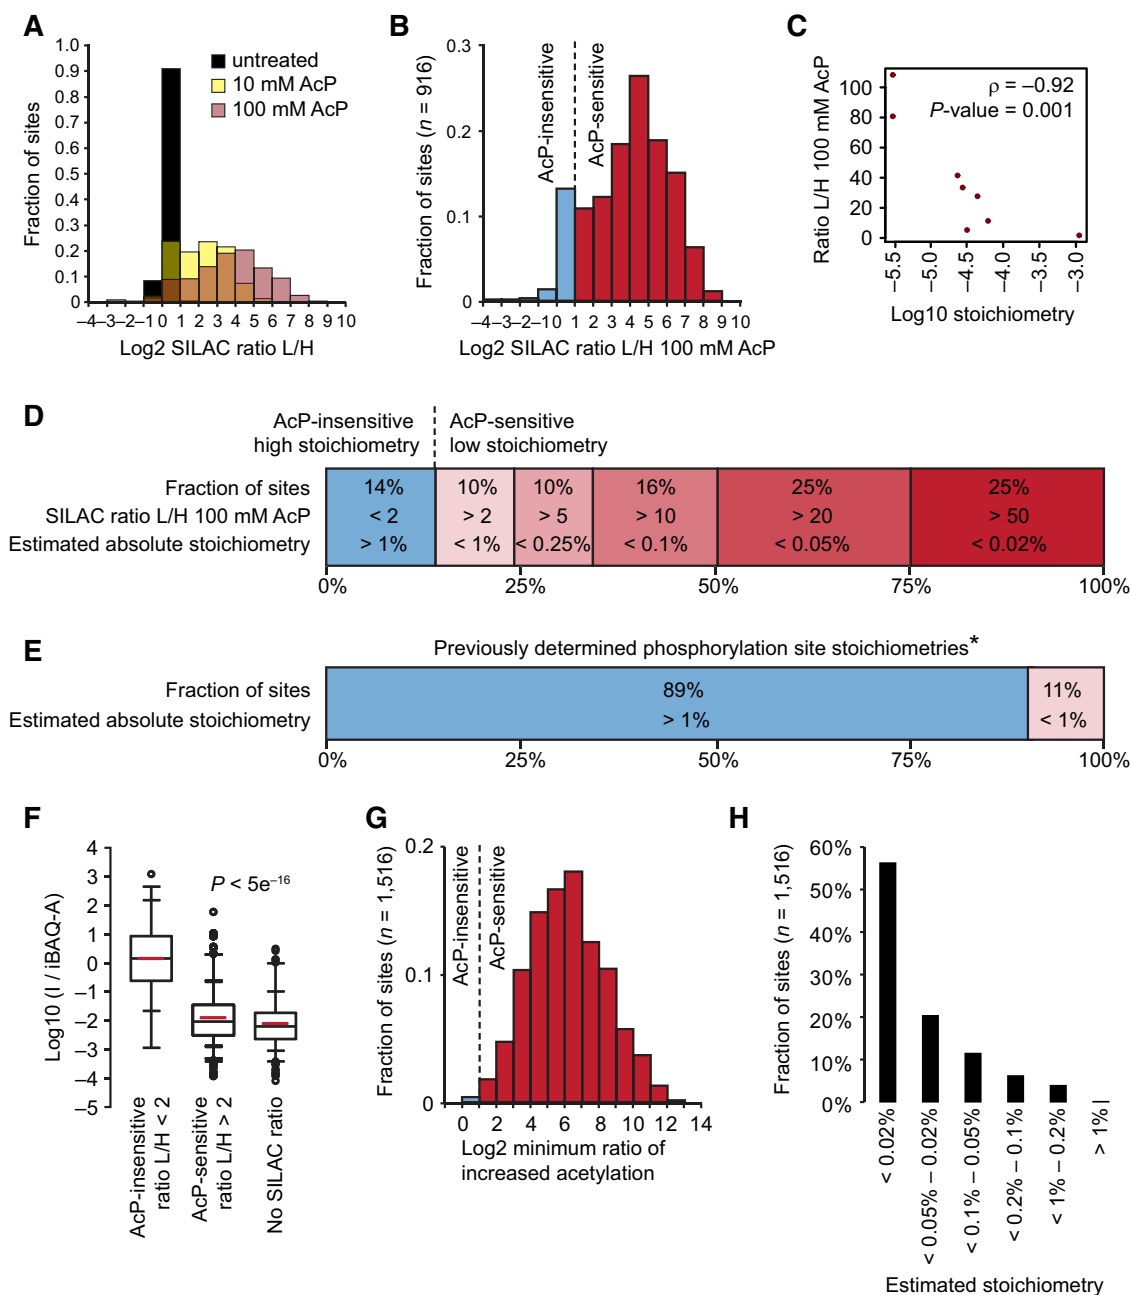 A
1.0
0.9
0.8
0.7
0.6
0.5
0.4
0.3
0.2
0.1
0
Fraction of sites
untreated
10 mM AcP
100 mM AcP
–4–3–2–1 0 1 2 3 4 5 6 7 8 9 10
Log2 SILAC ratio L/H
B
0.3
0.2
0.1
0
Fraction of sites (n = 916)
AcP-insensitive
AcP-sensitive
–4–3–2–10 1 2 3 4 5 6 7 8 9 10
Log2 SILAC ratio L/H 100 mM AcP
C
Ratio L/H 100 mM AcP
100
80
60
40
20
0
ρ = –0.92
P-value = 0.001
–5.5 –5.0 –4.5 –4.0 –3.5 –3.0
Log10 stoichiometry
D
AcP-insensitive
high stoichiometry
AcP-sensitive
low stoichiometry
Fraction of sites 14% 10% 10% 16% 25% 25%
SILAC ratio L/H 100 mM AcP < 2 > 2 > 5 > 10 > 20 > 50
Estimated absolute stoichiometry > 1% < 1% < 0.25% < 0.1% < 0.05% < 0.02%
0% 25% 50% 75% 100%
E
Previously determined phosphorylation site stoichiometries*
Fraction of sites 89% 11%
Estimated absolute stoichiometry > 1% < 1%
0% 25% 50% 75% 100%
F
4
3
2
1
0
–1
–2
–3
–4
–5
Log10 (I / iBAQ-A)
P < 5e–16
AcP-insensitive
ratio L/H < 2
AcP-sensitive
ratio L/H > 2
No SILAC ratio
G
0.2
0.1
0
Fraction of sites (n = 1,516)
AcP-insensitive
AcP-sensitive
0 2 4 6 8 10 12 14
Log2 minimum ratio of
increased acetylation
H
60%
50%
40%
30%
20%
10%
0%
Fraction of sites (n = 1,516)
< 0.02%
< 0.05% – 0.02%
< 0.1% – 0.05%
< 0.2% – 0.1%
< 1% – 0.2%
> 1%
Estimated stoichiometry